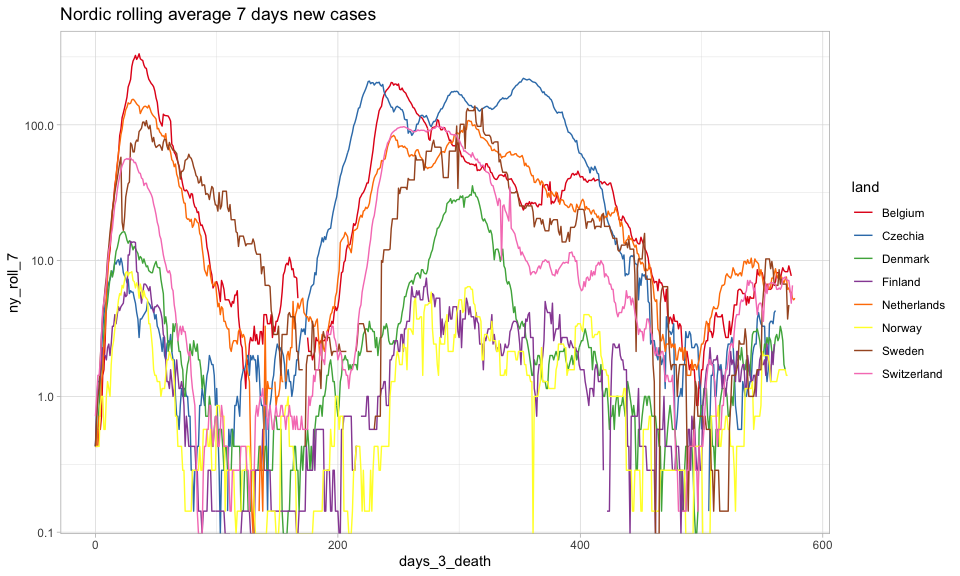 Nordic rolling average 7 days new cases
ny_roll_7
100.0
10.0
1.0
0.1
0
200
400
600
days_3_death
land
Belgium
Czechia
Denmark
Finland
Netherlands
Norway
Sweden
Switzerland